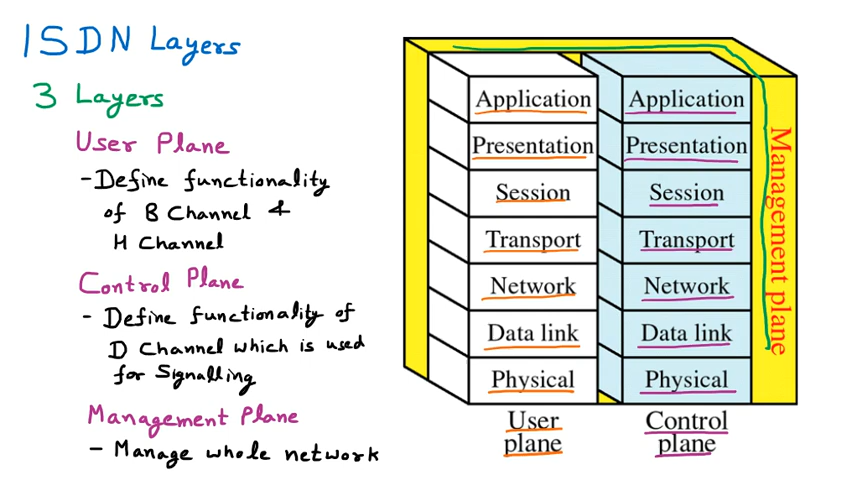 ISDN Layers
3 Layers
User Plane
- Define functionality
of B Channel &
H Channel
Control Plane
- Define functionality of
D Channel which is used
for Signalling
Management Plane
- Manage whole network
Application
Presentation
Session
Transport
Network
Data link
Physical
User
plane
Application
Presentation
Session
Transport
Network
Data link
Physical
Control
plane
Management plane